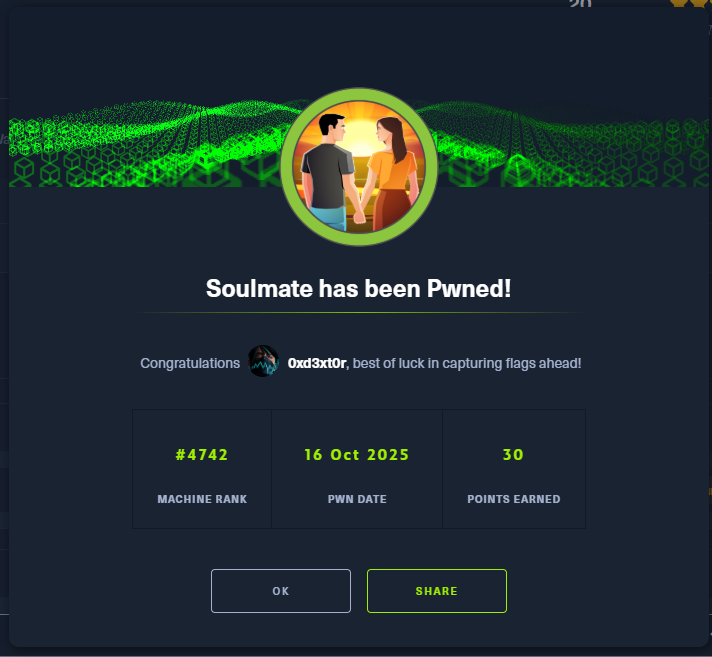 Soulmate has been Pwned!
Congratulations 0xd3xt0r, best of luck in capturing flags ahead!
#4742 16 Oct 2025 30
MACHINE RANK PWN DATE POINTS EARNED
OK SHARE